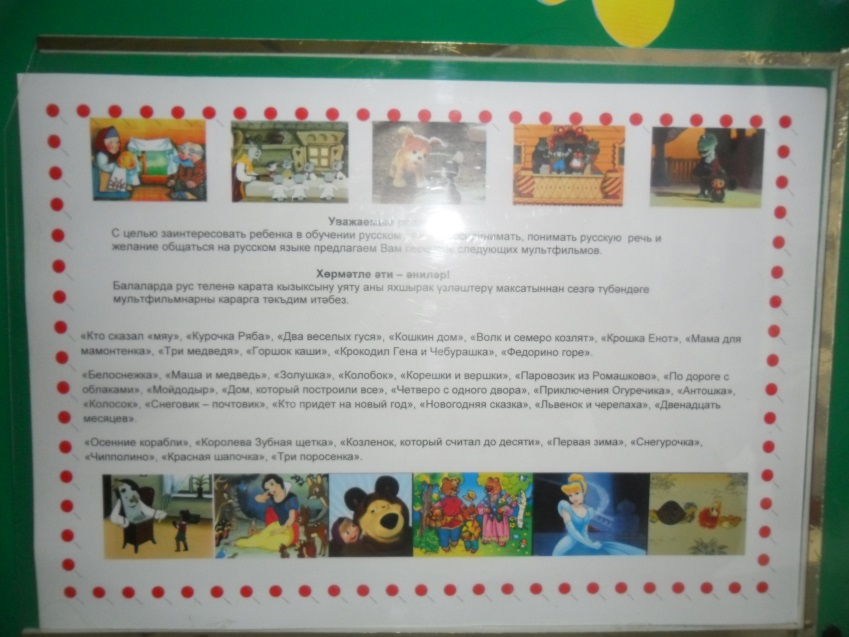 Уважаемые
С целью заинтересовать ребенка в обучении русском принимать, понимать русскую речь и
желание общаться на русском языке предлагаем Вам следующих мультфильмов.
Хөрмәтле әти – әниләр!
Балаларда рус теленә карата кызыксыну уяту аны яхшырак үзләштерү максатыннан сезгә түбәндәге
мультфильмнарны карарга тәкъдим итәбез.
«Кто сказал «мяу», «Курочка Ряба», «Два веселых гуся», «Кошкин дом», «Волк и семеро козлят», «Крошка Енот», «Мама для
мамонтенка», «Три медведя», «Горшок каши», «Крокодил Гена и Чебурашка», «Федорино горе».
«Белоснежка», «Маша и медведь», «Золушка», «Колобок», «Корешки и вершки», «Паровозик из Ромашково», «По дороге с
облаками», «Мойдодыр», «Дом, который построили все», «Четверо с одного двора», «Приключения Огуречика», «Антошка»,
«Колосок», «Снеговик – почтовик», «Кто придет на новый год», «Новогодняя сказка», «Львенок и черепаха», «Двенадцать
месяцев».
«Осенние корабли», «Королева Зубная щетка», «Козленок, который считал до десяти», «Первая зима», «Снегурочка»,
«Чипполино», «Красная шапочка», «Три поросенка».